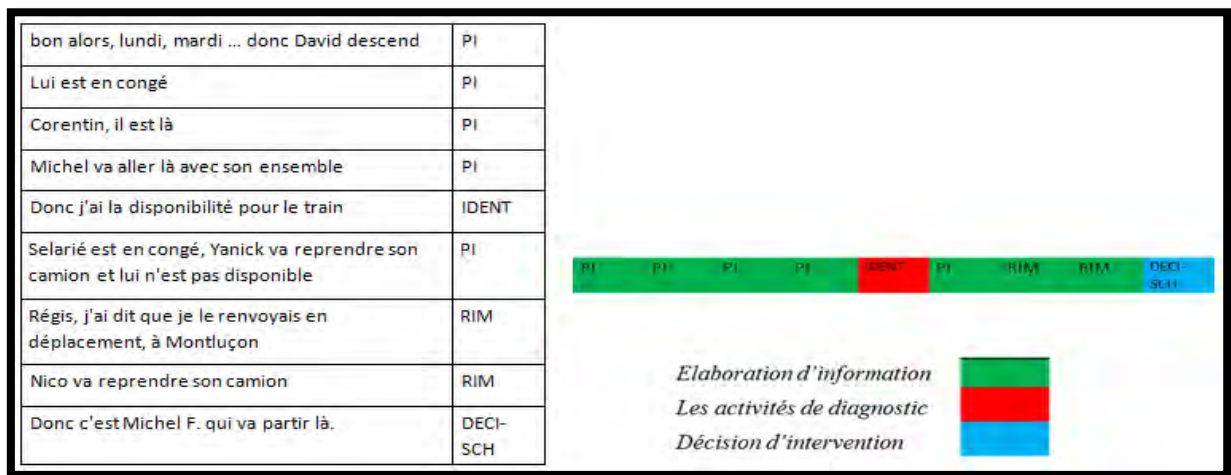 bon alors, lundi, mardi ... donc David descend PI
Lui est en congé PI
Corentin, il est là PI
Michel va aller là avec son ensemble PI
Donc j'ai la disponibilité pour le train IDENT
Selarié est en congé, Yanick va reprendre son PI
camion et lui n'est pas disponible
Régis, j'ai dit que je le renvoyais en RIM
déplacement, à Montluçon
Nico va reprendre son camion RIM
Donc c'est Michel F. qui va partir là. DECI-
SCH
PI PI PI PI IDENT PI RIM RIM DECI-
SCH
Elaboration d'information
Les activités de diagnostic
Décision d'intervention